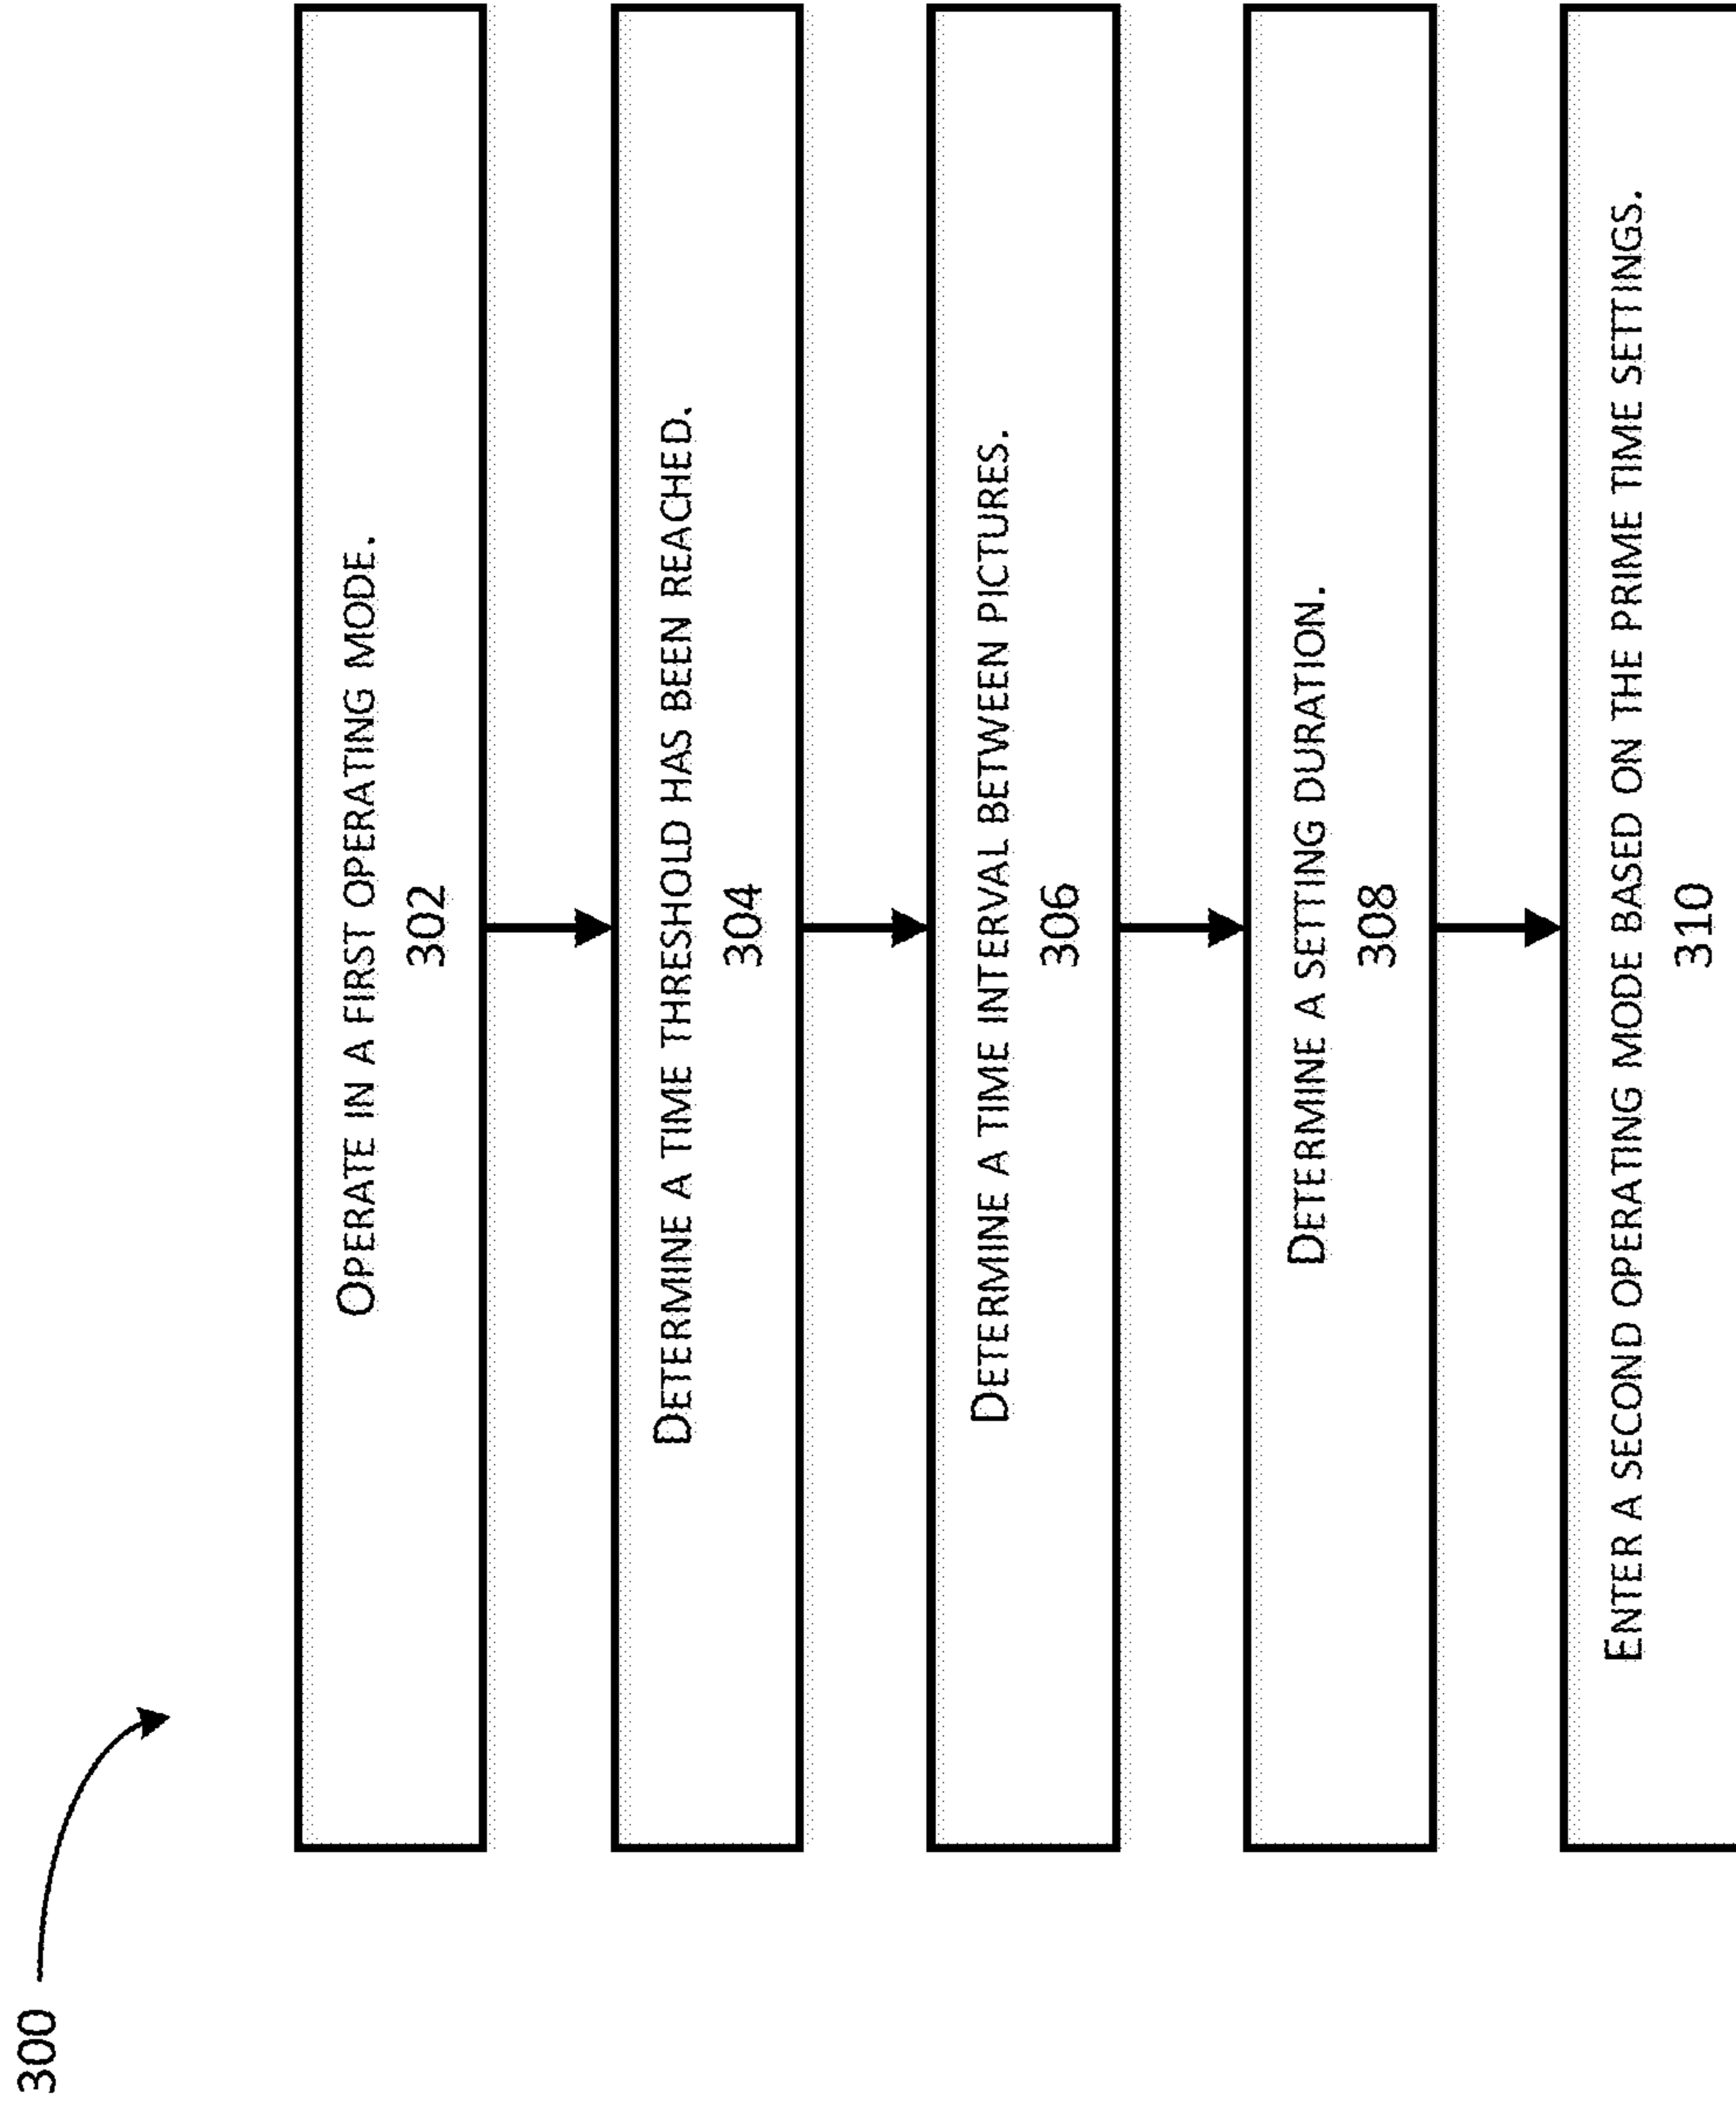 300
OPERATE IN A FIRST OPERATING MODE.
302
DETERMINE A TIME THRESHOLD HAS BEEN REACHED.
304
DETERMINE A TIME INTERVAL BETWEEN PICTURES.
306
DETERMINE A SETTING DURATION.
308
ENTER A SECOND OPERATING MODE BASED ON THE PRIME TIME SETTINGS.
310